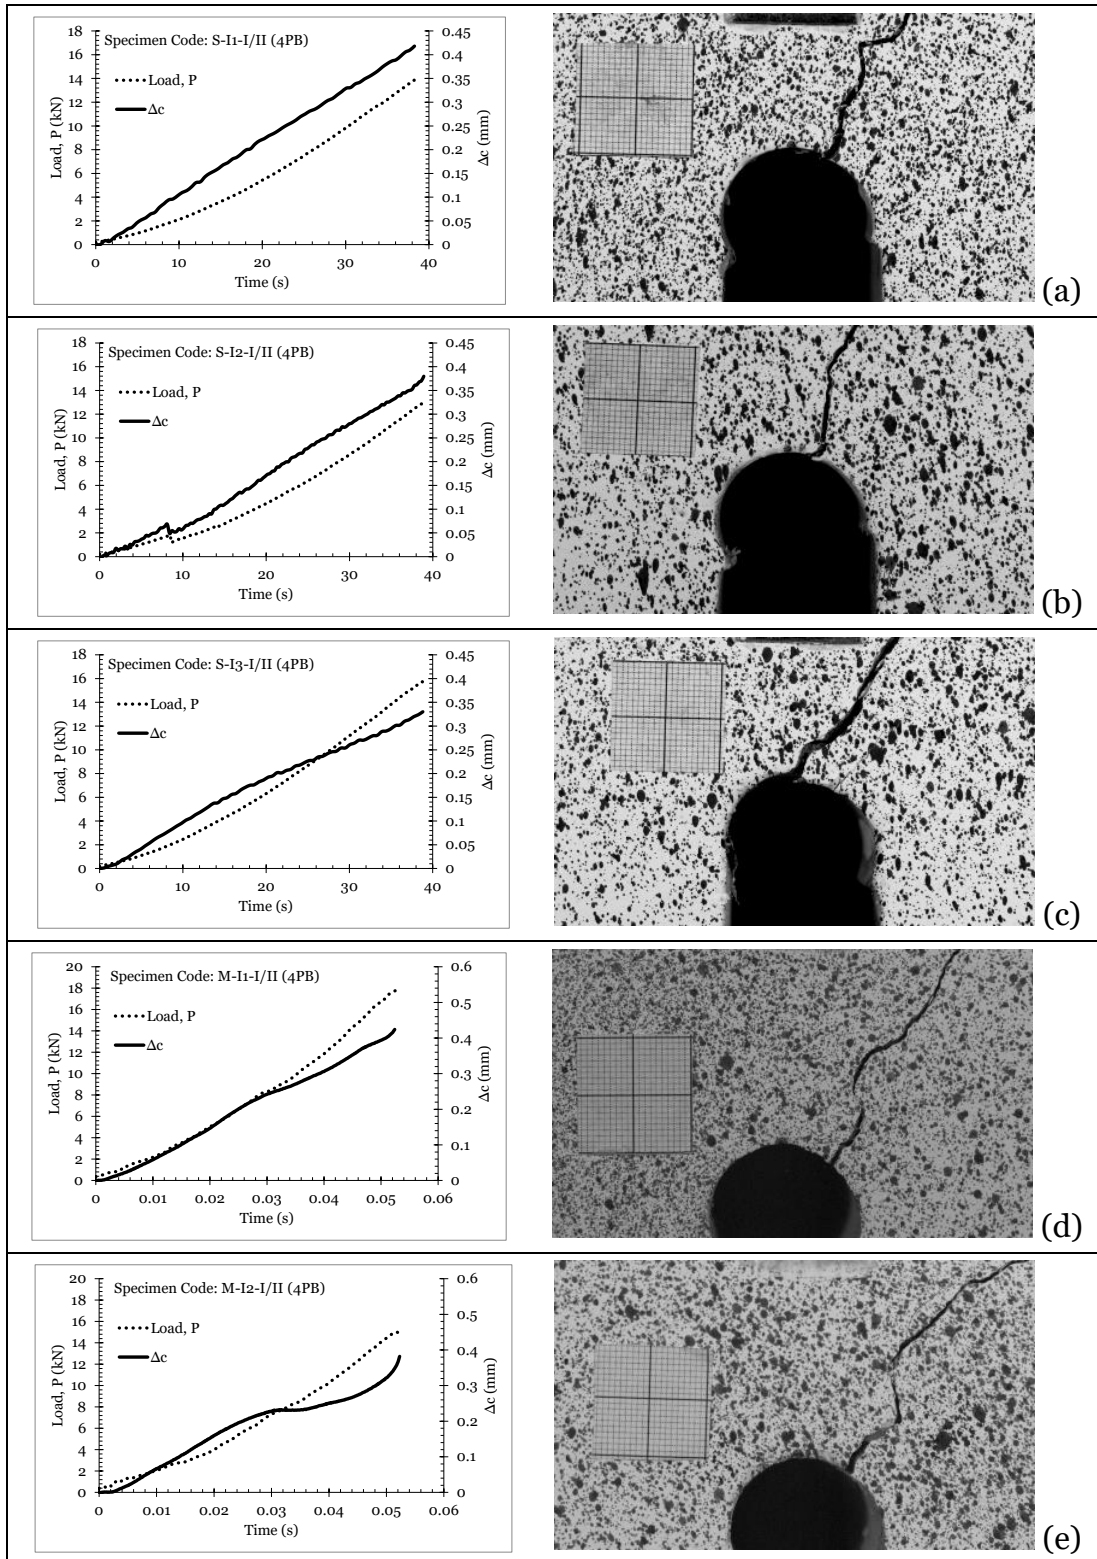 Specimen Code: S-I1-I/II (4PB)
Load, P
Δc
Load, P (kN)
18
16
14
12
10
8
6
4
2
0
0.45
0.4
0.35
0.3
0.25
0.2
0.15
0.1
0.05
0
Δc (mm)
0 10 20 30 40
Time (s)
(a)
Specimen Code: S-I2-I/II (4PB)
Load, P
Δc
Load, P (kN)
18
16
14
12
10
8
6
4
2
0
0.45
0.4
0.35
0.3
0.25
0.2
0.15
0.1
0.05
0
Δc (mm)
0 10 20 30 40
Time (s)
(b)
Specimen Code: S-I3-I/II (4PB)
Load, P
Δc
Load, P (kN)
18
16
14
12
10
8
6
4
2
0
0.45
0.4
0.35
0.3
0.25
0.2
0.15
0.1
0.05
0
Δc (mm)
0 10 20 30 40
Time (s)
(c)
Specimen Code: M-I1-I/II (4PB)
Load, P
Δc
Load, P (kN)
20
18
16
14
12
10
8
6
4
2
0
0.6
0.5
0.4
0.3
0.2
0.1
0
Δc (mm)
0 0.01 0.02 0.03 0.04 0.05 0.06
Time (s)
(d)
Specimen Code: M-I2-I/II (4PB)
Load, P
Δc
Load, P (kN)
20
18
16
14
12
10
8
6
4
2
0
0.6
0.5
0.4
0.3
0.2
0.1
0
Δc (mm)
0 0.01 0.02 0.03 0.04 0.05 0.06
Time (s)
(e)